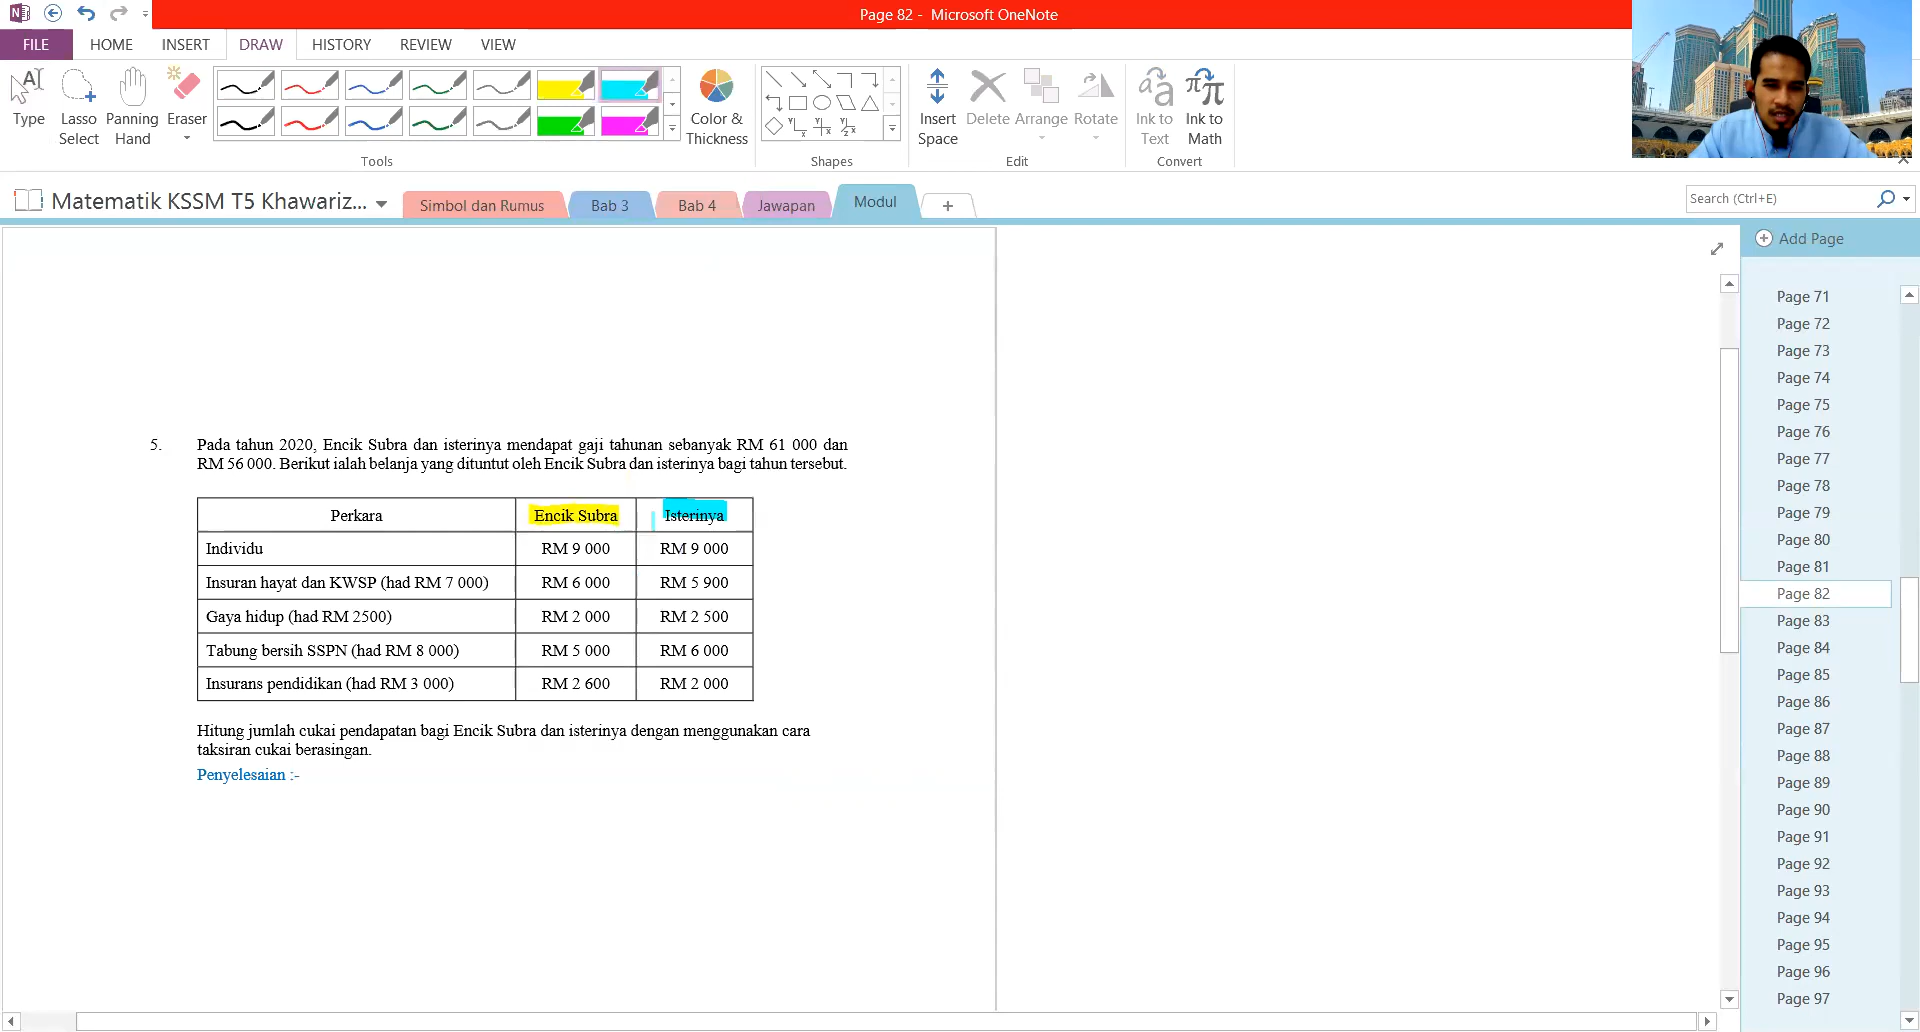 Page 82 - Microsoft OneNote
FILE HOME INSERT DRAW HISTORY REVIEW VIEW
Type
Lasso Select
Panning Hand
Eraser
Color & Thickness
Insert Space
Delete
Arrange
Rotate
Ink to Text
Ink to Math
Tools
Shapes
Edit
Convert
Matematik KSSM T5 Khawariz...
Simbol dan Rumus
Bab 3
Bab 4
Jawapan
Modul
Search (Ctrl+E)
Add Page
5. Pada tahun 2020, Encik Subra dan isterinya mendapat gaji tahunan sebanyak RM 61 000 dan
RM 56 000. Berikut ialah belanja yang dituntut oleh Encik Subra dan isterinya bagi tahun tersebut.
Perkara Encik Subra Isterinya
Individu RM 9 000 RM 9 000
Insuran hayat dan KWSP (had RM 7 000) RM 6 000 RM 5 900
Gaya hidup (had RM 2500) RM 2 000 RM 2 500
Tabung bersih SSPN (had RM 8 000) RM 5 000 RM 6 000
Insurans pendidikan (had RM 3 000) RM 2 600 RM 2 000
Hitung jumlah cukai pendapatan bagi Encik Subra dan isterinya dengan menggunakan cara
taksiran cukai berasingan.
Penyelesaian :-
Page 71
Page 72
Page 73
Page 74
Page 75
Page 76
Page 77
Page 78
Page 79
Page 80
Page 81
Page 82
Page 83
Page 84
Page 85
Page 86
Page 87
Page 88
Page 89
Page 90
Page 91
Page 92
Page 93
Page 94
Page 95
Page 96
Page 97